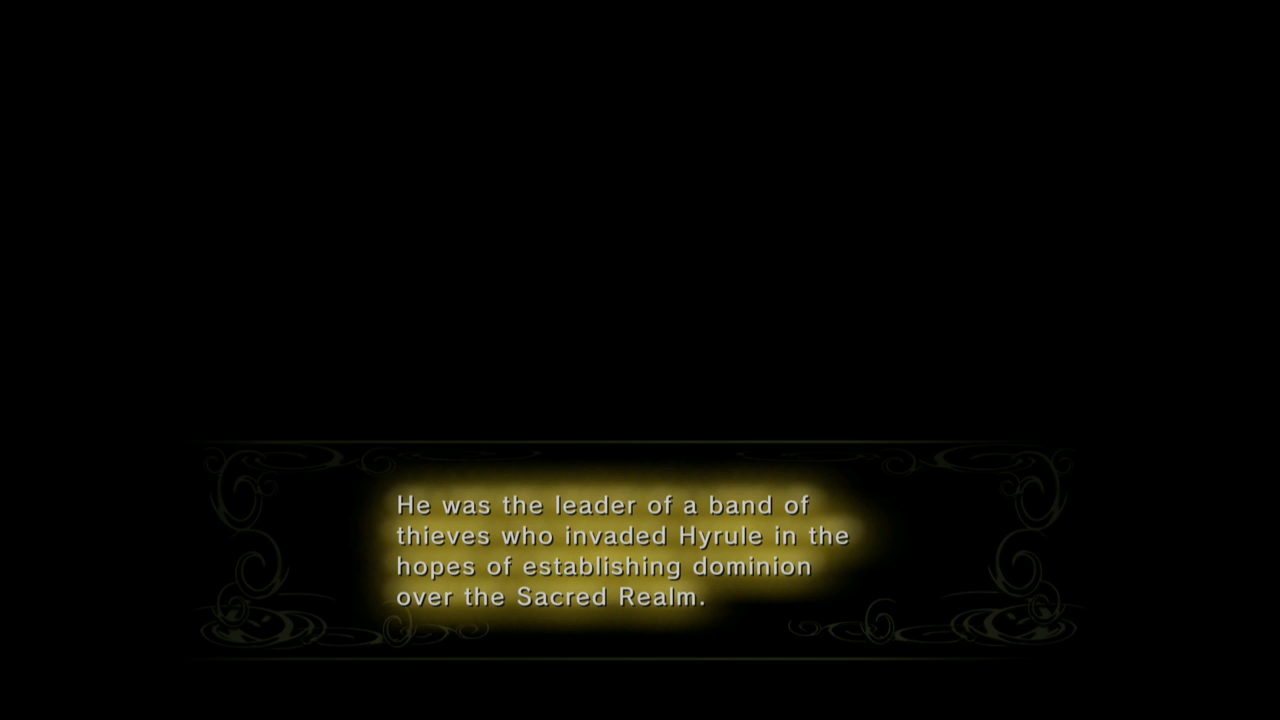 He was the leader of a band of
thieves who invaded Hyrule in the
hopes of establishing dominion
over the Sacred Realm.